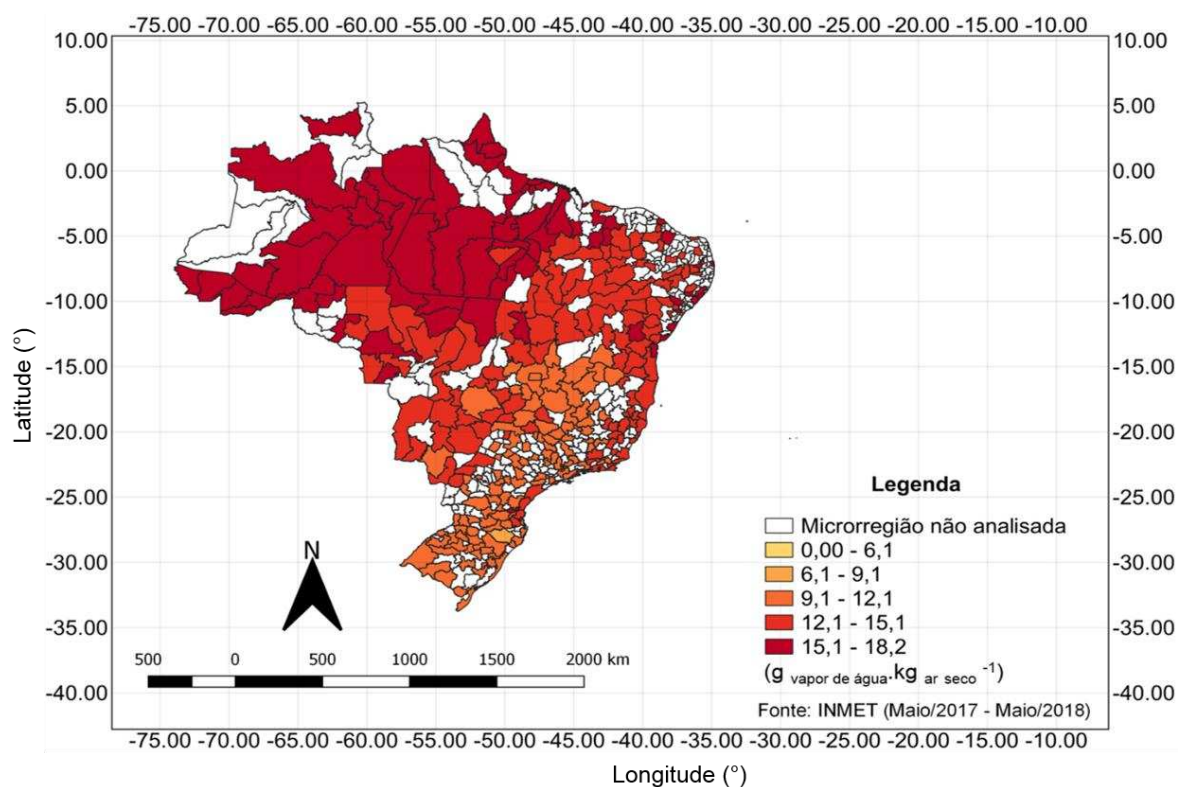 -75.00 -70.00 -65.00 -60.00 -55.00 -50.00 -45.00 -40.00 -35.00 -30.00 -25.00 -20.00 -15.00 -10.00
10.00 10.00
5.00 5.00
0.00 0.00
-5.00 -5.00
-10.00 -10.00
-15.00 -15.00
-20.00 -20.00
-25.00 -25.00
-30.00 -30.00
-35.00 -35.00
-40.00 -40.00
Latitude (°)
Legenda
Microrregião não analisada
0,00 - 6,1
6,1 - 9,1
9,1 - 12,1
12,1 - 15,1
15,1 - 18,2
(g vapor de água.kg ar seco -1)
Fonte: INMET (Maio/2017 - Maio/2018)
N
500 0 500 1000 1500 2000 km
-75.00 -70.00 -65.00 -60.00 -55.00 -50.00 -45.00 -40.00 -35.00 -30.00 -25.00 -20.00 -15.00 -10.00
Longitude (°)